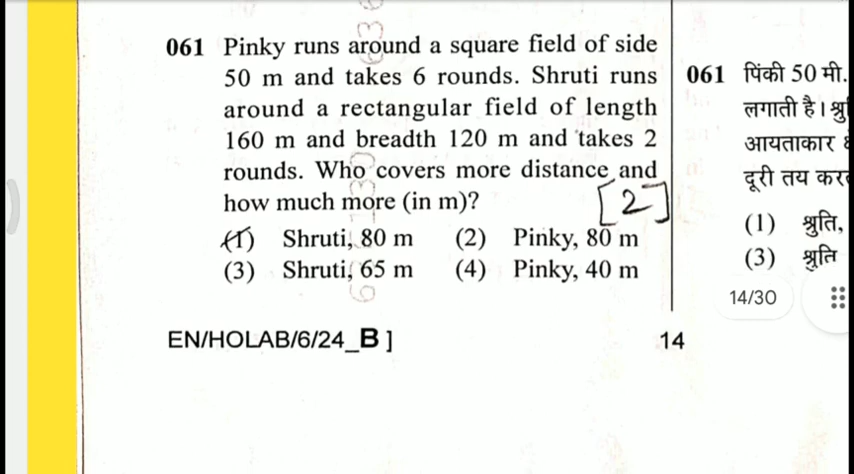 061 Pinky runs around a square field of side
50 m and takes 6 rounds. Shruti runs
around a rectangular field of length
160 m and breadth 120 m and takes 2
rounds. Who covers more distance and
how much more (in m)?
[2]
(1) Shruti, 80 m (2) Pinky, 80 m
(3) Shruti, 65 m (4) Pinky, 40 m
EN/HOLAB/6/24_B ]
14
061 पिंकी 50 मी.
लगाती है। श्रु
आयताकार
दूरी तय कर
(1) श्रुति,
(3) श्रुति
14/30